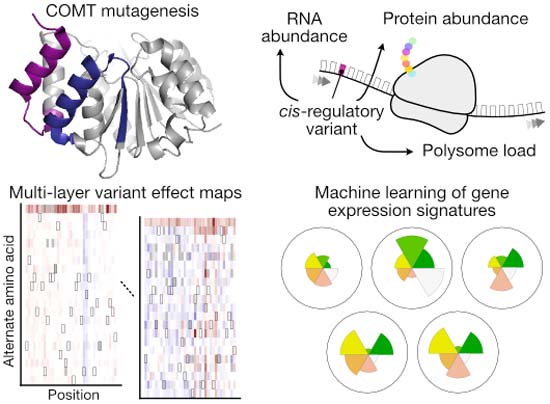 COMT mutagenesis
RNA
abundance
Protein abundance
cis-regulatory
variant
Polysome load
Multi-layer variant effect maps
Alternate amino acid
Position
Machine learning of gene
expression signatures